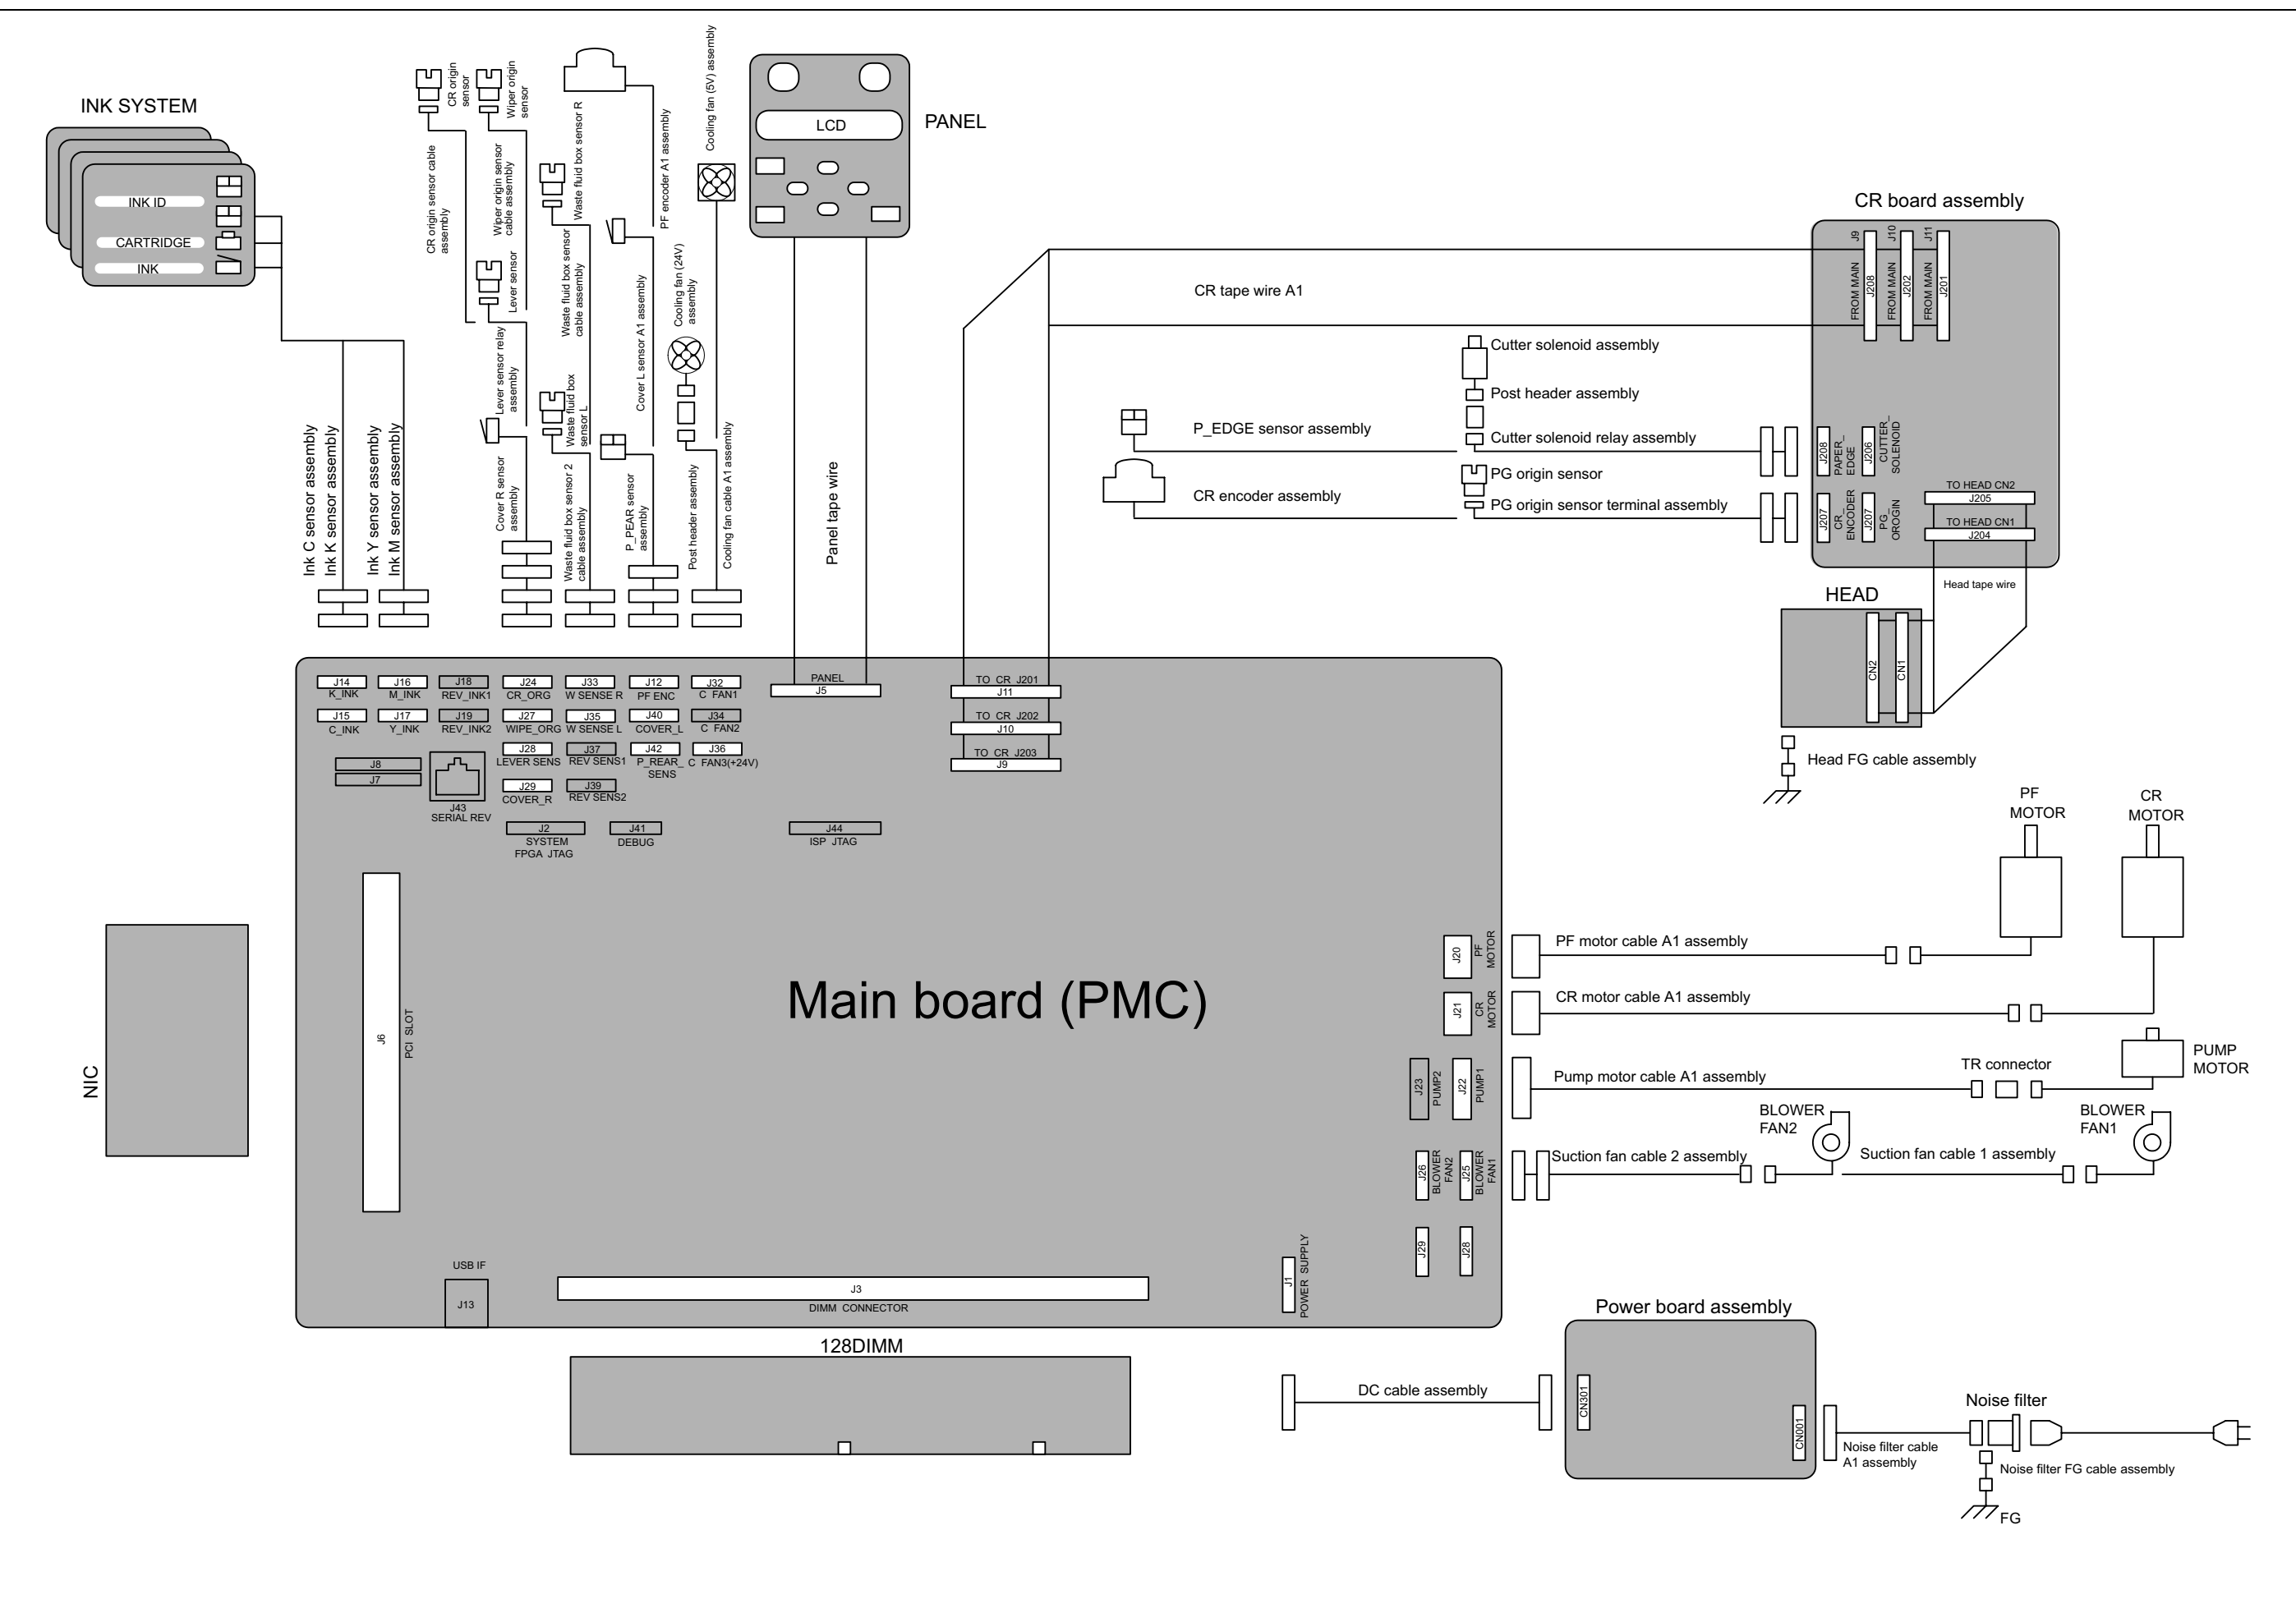 INK SYSTEM
INK ID
CARTRIDGE
INK
Ink C sensor assembly
Ink K sensor assembly
Ink Y sensor assembly
Ink M sensor assembly
CR origin
sensor
Wiper origin
sensor
CR origin sensor cable
assembly
Wiper origin sensor
cable assembly
Lever sensor
Lever sensor relay
assembly
Cover R sensor
assembly
Waste fluid box sensor R
Waste fluid box sensor
cable assembly
Waste fluid box
sensor L
Waste fluid box sensor 2
cable assembly
PF encoder A1 assembly
Cover L sensor A1 assembly
P_PEAR sensor
assembly
Cooling fan (5V) assembly
Cooling fan (24V)
assembly
Post header assembly
Cooling fan cable A1 assembly
LCD
PANEL
Panel tape wire
CR tape wire A1
CR board assembly
J9
J10
J11
FROM MAIN
FROM MAIN
FROM MAIN
J208
J202
J201
Cutter solenoid assembly
Post header assembly
P_EDGE sensor assembly
Cutter solenoid relay assembly
PG origin sensor
CR encoder assembly
PG origin sensor terminal assembly
J208
PAPER_
EDGE
J206
CUTTER_
SOLENOID
J207
CR_
ENCODER
J207
PG_
OROGIN
TO HEAD CN2
J205
TO HEAD CN1
J204
Head tape wire
HEAD
CN2
CN1
Head FG cable assembly
J14
K_INK
J16
M_INK
J18
REV_INK1
J24
CR_ORG
J33
W SENSE R
J12
PF ENC
J32
C FAN1
PANEL
J5
TO CR J201
J11
J15
C_INK
J17
Y_INK
J19
REV_INK2
J27
WIPE_ORG
J35
W SENSE L
J40
COVER_L
J34
C FAN2
TO CR J202
J10
J28
LEVER SENS
J37
REV SENS1
J42
P_REAR_
SENS
J36
C FAN3(+24V)
TO CR J203
J9
J8
J7
J43
SERIAL REV
J29
COVER_R
J39
REV SENS2
J2
SYSTEM
FPGA JTAG
J41
DEBUG
J44
ISP JTAG
Main board (PMC)
NIC
J6
PCI SLOT
PF
MOTOR
CR
MOTOR
J20
PF
MOTOR
PF motor cable A1 assembly
J21
CR
MOTOR
CR motor cable A1 assembly
J23
PUMP2
J22
PUMP1
Pump motor cable A1 assembly
TR connector
PUMP
MOTOR
BLOWER
FAN2
BLOWER
FAN1
J26
BLOWER
FAN2
J25
BLOWER
FAN1
Suction fan cable 2 assembly
Suction fan cable 1 assembly
J29
J28
USB IF
J13
J3
DIMM CONNECTOR
J1
POWER SUPPLY
128DIMM
DC cable assembly
Power board assembly
CN301
CN001
Noise filter
Noise filter cable
A1 assembly
Noise filter FG cable assembly
FG